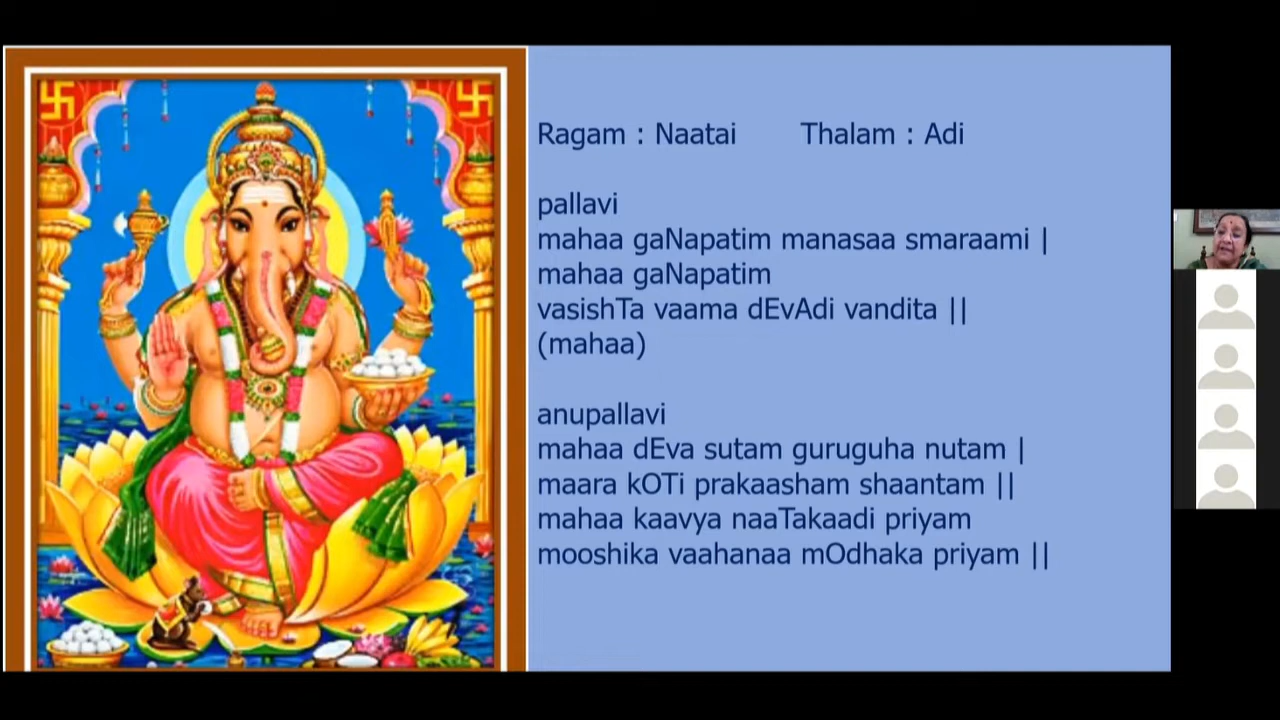 Ragam : Naatai Thalam : Adi
pallavi
mahaa gaNapatim manasaa smaraami |
mahaa gaNapatim
vasishTa vaama dEvAdi vandita ||
(mahaa)
anupallavi
mahaa dEva sutam guruguha nutam |
maara kOTi prakaasham shaantam ||
mahaa kaavya naaTakaadi priyam
mooshika vaahanaa mOdhaka priyam ||